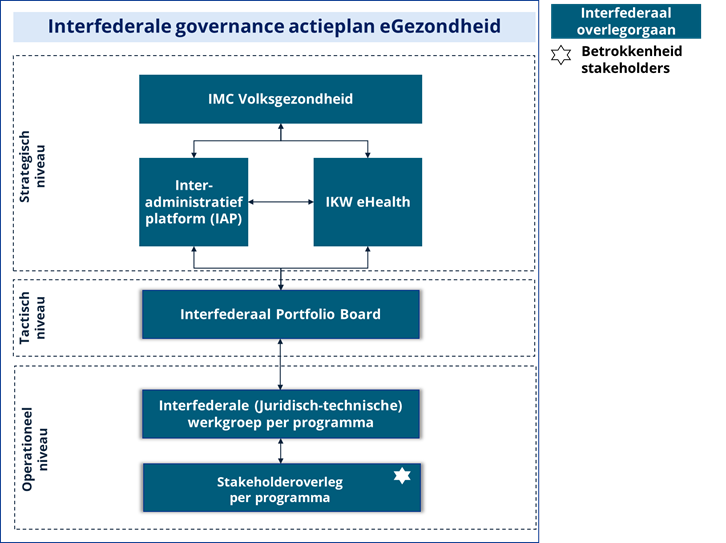 Interfederale governance actieplan eGezondheid
Interfederaal
overlegorgaan
Betrokkenheid
stakeholders
Strategisch
niveau
IMC Volksgezondheid
Inter-
administratief
platform (IAP)
IKW eHealth
Tactisch
niveau
Interfederaal Portfolio Board
Operationeel
niveau
Interfederale (Juridisch-technische)
werkgroep per programma
Stakeholderoverleg
per programma